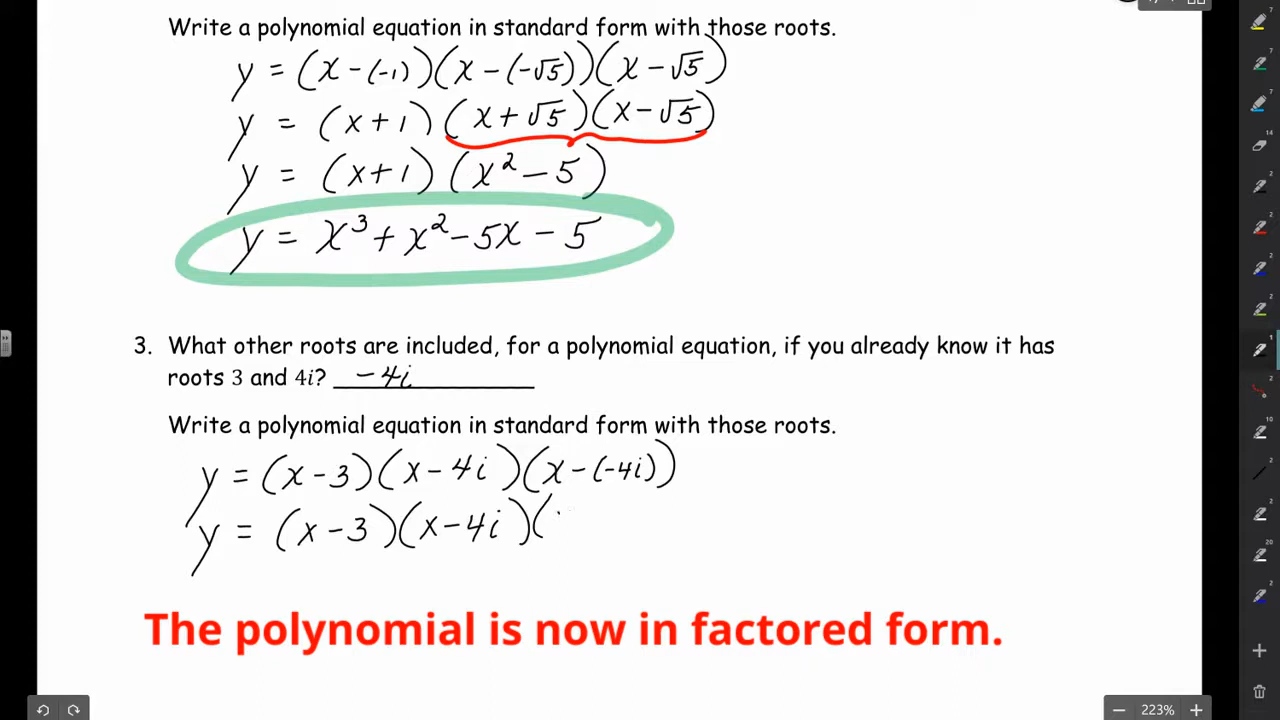 Write a polynomial equation in standard form with those roots.
y = (x-(-1))(x-(-√5))(x-√5)
y = (x+1)(x+√5)(x-√5)
y = (x+1)(x²-5)
y = x³+x²-5x-5
3. What other roots are included, for a polynomial equation, if you already know it has
roots 3 and 4i? -4i
Write a polynomial equation in standard form with those roots.
y = (x-3)(x-4i)(x-(-4i))
y = (x-3)(x-4i)(
The polynomial is now in factored form.
223%